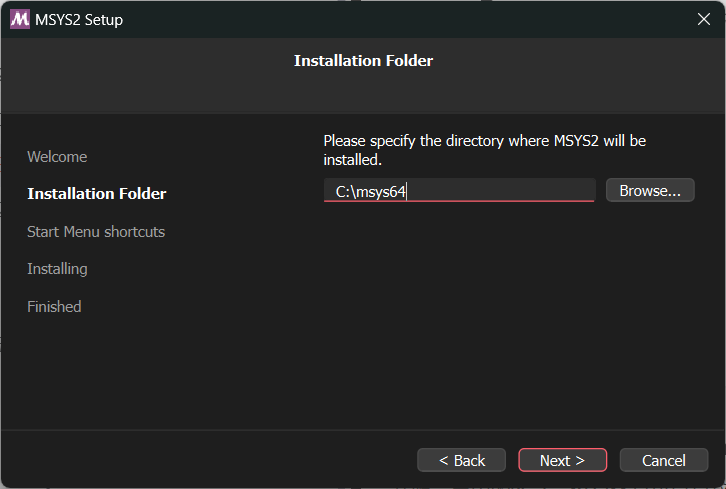 MSYS2 Setup
Installation Folder
Welcome
Installation Folder
Start Menu shortcuts
Installing
Finished
Please specify the directory where MSYS2 will be
installed.
C:\msys64
Browse...
< Back
Next >
Cancel